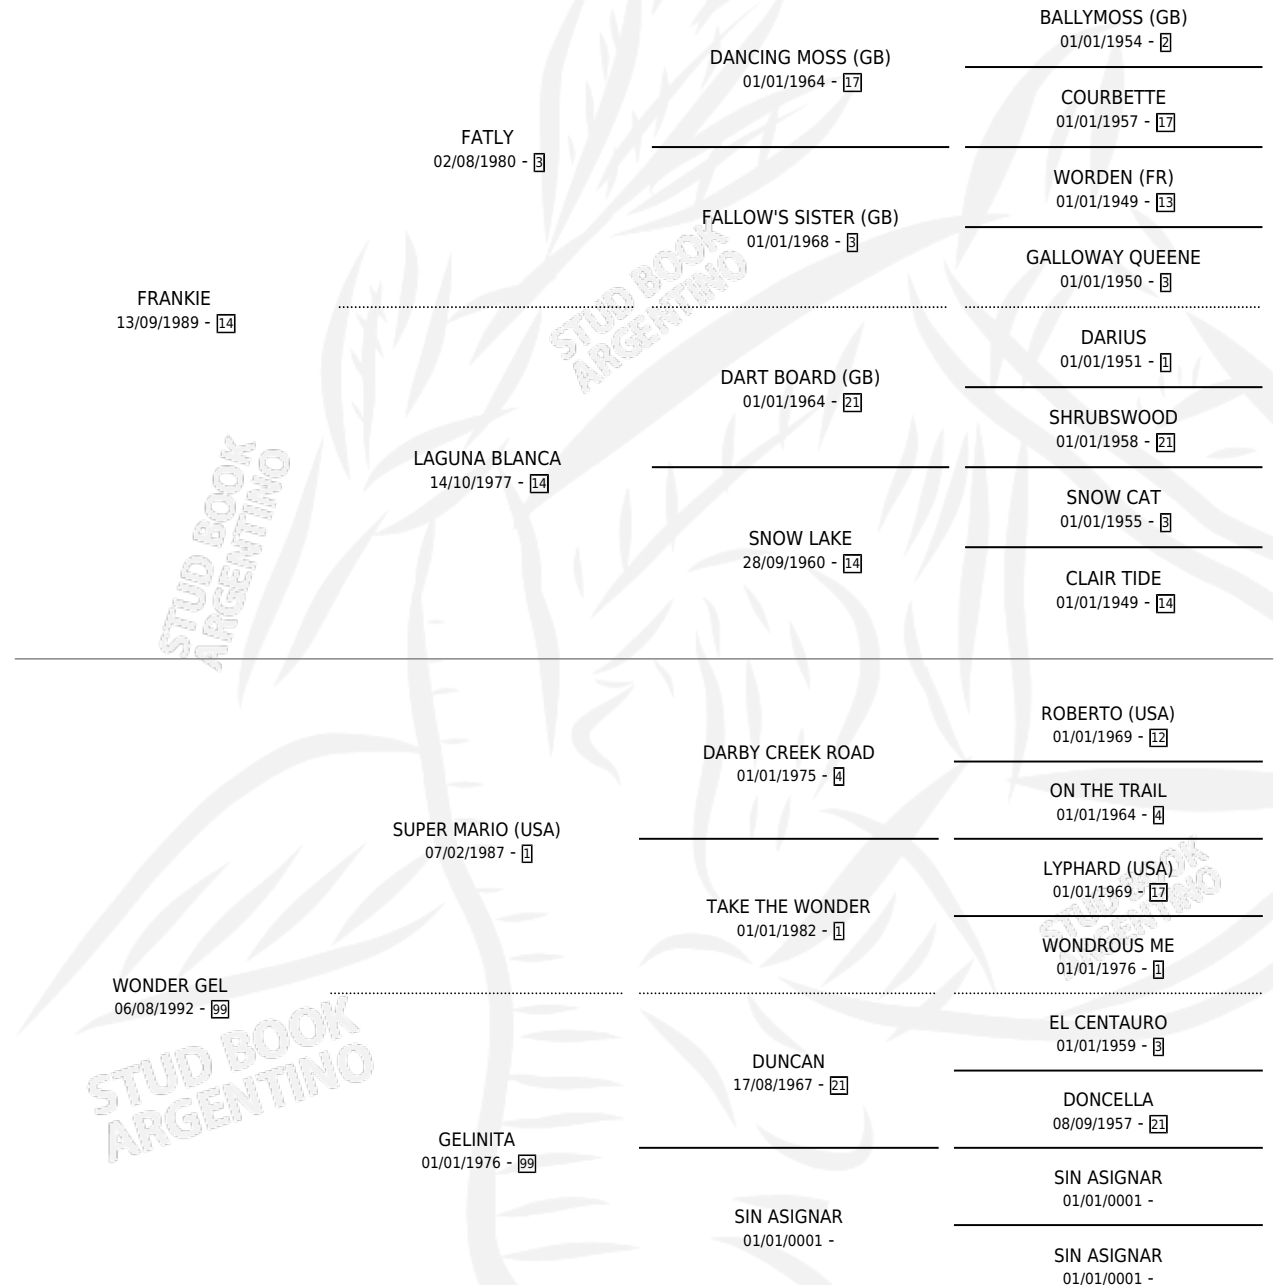 BALLYMOSS (GB)
01/01/1954 - 2
DANCING MOSS (GB)
01/01/1964 - 17
COURBETTE
01/01/1957 - 17
FATLY
02/08/1980 - 3
WORDEN (FR)
01/01/1949 - 13
FALLOW'S SISTER (GB)
01/01/1968 - 3
GALLOWAY QUEENE
01/01/1950 - 3
FRANKIE
13/09/1989 - 14
DARIUS
01/01/1951 - 1
DART BOARD (GB)
01/01/1964 - 21
SHRUBSWOOD
01/01/1958 - 21
LAGUNA BLANCA
14/10/1977 - 14
SNOW CAT
01/01/1955 - 3
SNOW LAKE
28/09/1960 - 14
CLAIR TIDE
01/01/1949 - 14
STUD BOOK
ARGENTINO
STUD BOOK
ARGENTINO
ROBERTO (USA)
01/01/1969 - 12
DARBY CREEK ROAD
01/01/1975 - 4
ON THE TRAIL
01/01/1964 - 4
SUPER MARIO (USA)
07/02/1987 - 1
LYPHARD (USA)
01/01/1969 - 17
TAKE THE WONDER
01/01/1982 - 1
WONDROUS ME
01/01/1976 - 1
STUD BOOK
ARGENTINO
WONDER GEL
06/08/1992 - 99
EL CENTAURO
01/01/1959 - 3
DUNCAN
17/08/1967 - 21
DONCELLA
08/09/1957 - 21
GELINITA
01/01/1976 - 99
SIN ASIGNAR
01/01/0001 -
SIN ASIGNAR
01/01/0001 -
SIN ASIGNAR
01/01/0001 -
STUD BOOK
ARGENTINO